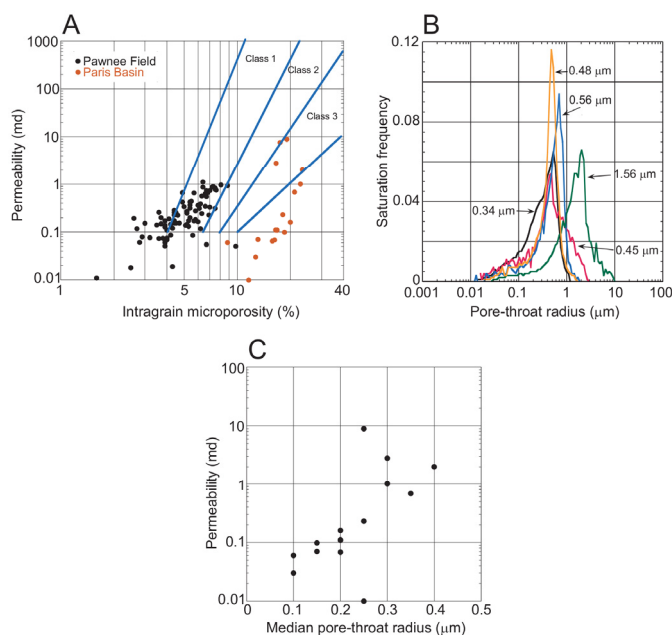 A
1000
100
10
1
0.1
0.01
Permeability (md)
Pawnee Field
Paris Basin
Class 1
Class 2
Class 3
1
5
10
40
Intragrain microporosity (%)
B
0.12
0.08
0.04
0
Saturation frequency
0.48 μm
0.56 μm
1.56 μm
0.34 μm
0.45 μm
0.001
0.01
0.1
1
10
100
Pore-throat radius (μm)
C
100
10
1
0.1
0.01
Permeability (md)
0
0.1
0.2
0.3
0.4
0.5
Median pore-throat radius (μm)